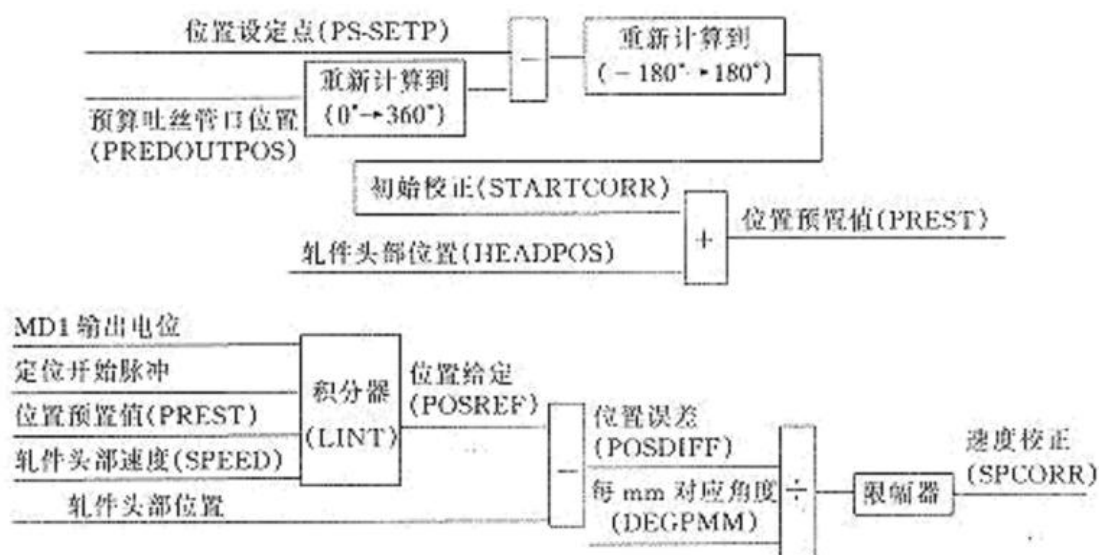 位置设定点(PS-SETP)
重新计算到
(-180°→180°)
重新计算到
(0°→360°)
预算吐丝管口位置
(PREDOUTPOS)
-
初始校正(STARTCORR)
轧件头部位置(HEADPOS)
+
位置预置值(PREST)
MD1 输出电位
定位开始脉冲
位置预置值(PREST)
轧件头部速度(SPEED)
轧件头部位置
积分器
(LINT)
位置给定
(POSREF)
-
位置误差
(POSDIFF)
每 mm 对应角度
(DEGPMM)
÷
限幅器
速度校正
(SPCORR)